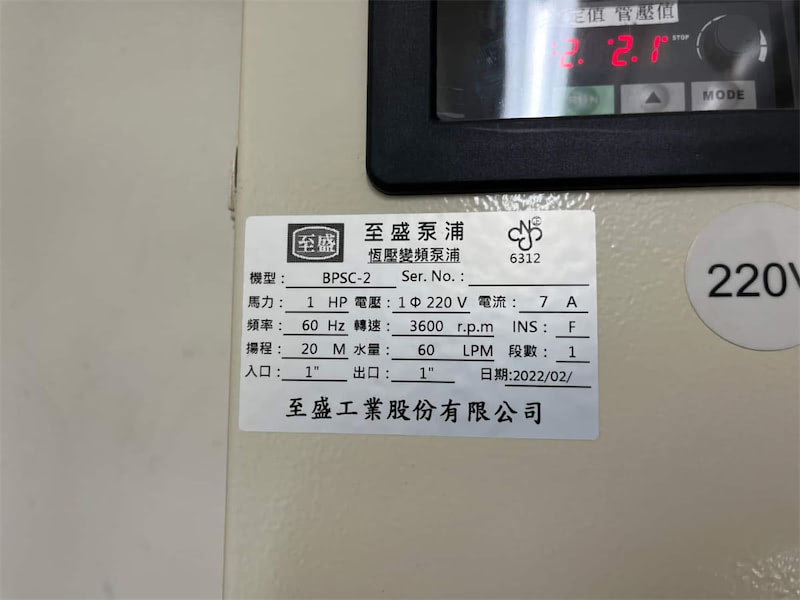 定值 管壓值
2. 2.1
STOP
RUN
MODE
至盛
至盛泵浦
恆壓變頻泵浦
6312
220V
機型： BPSC-2 Ser. No.：
馬力： 1 HP 電壓：1Φ 220 V 電流： 7 A
頻率： 60 Hz 轉速： 3600 r.p.m INS： F
揚程： 20 M 水量： 60 LPM 段數： 1
入口： 1" 出口： 1" 日期:2022/02/
至盛工業股份有限公司